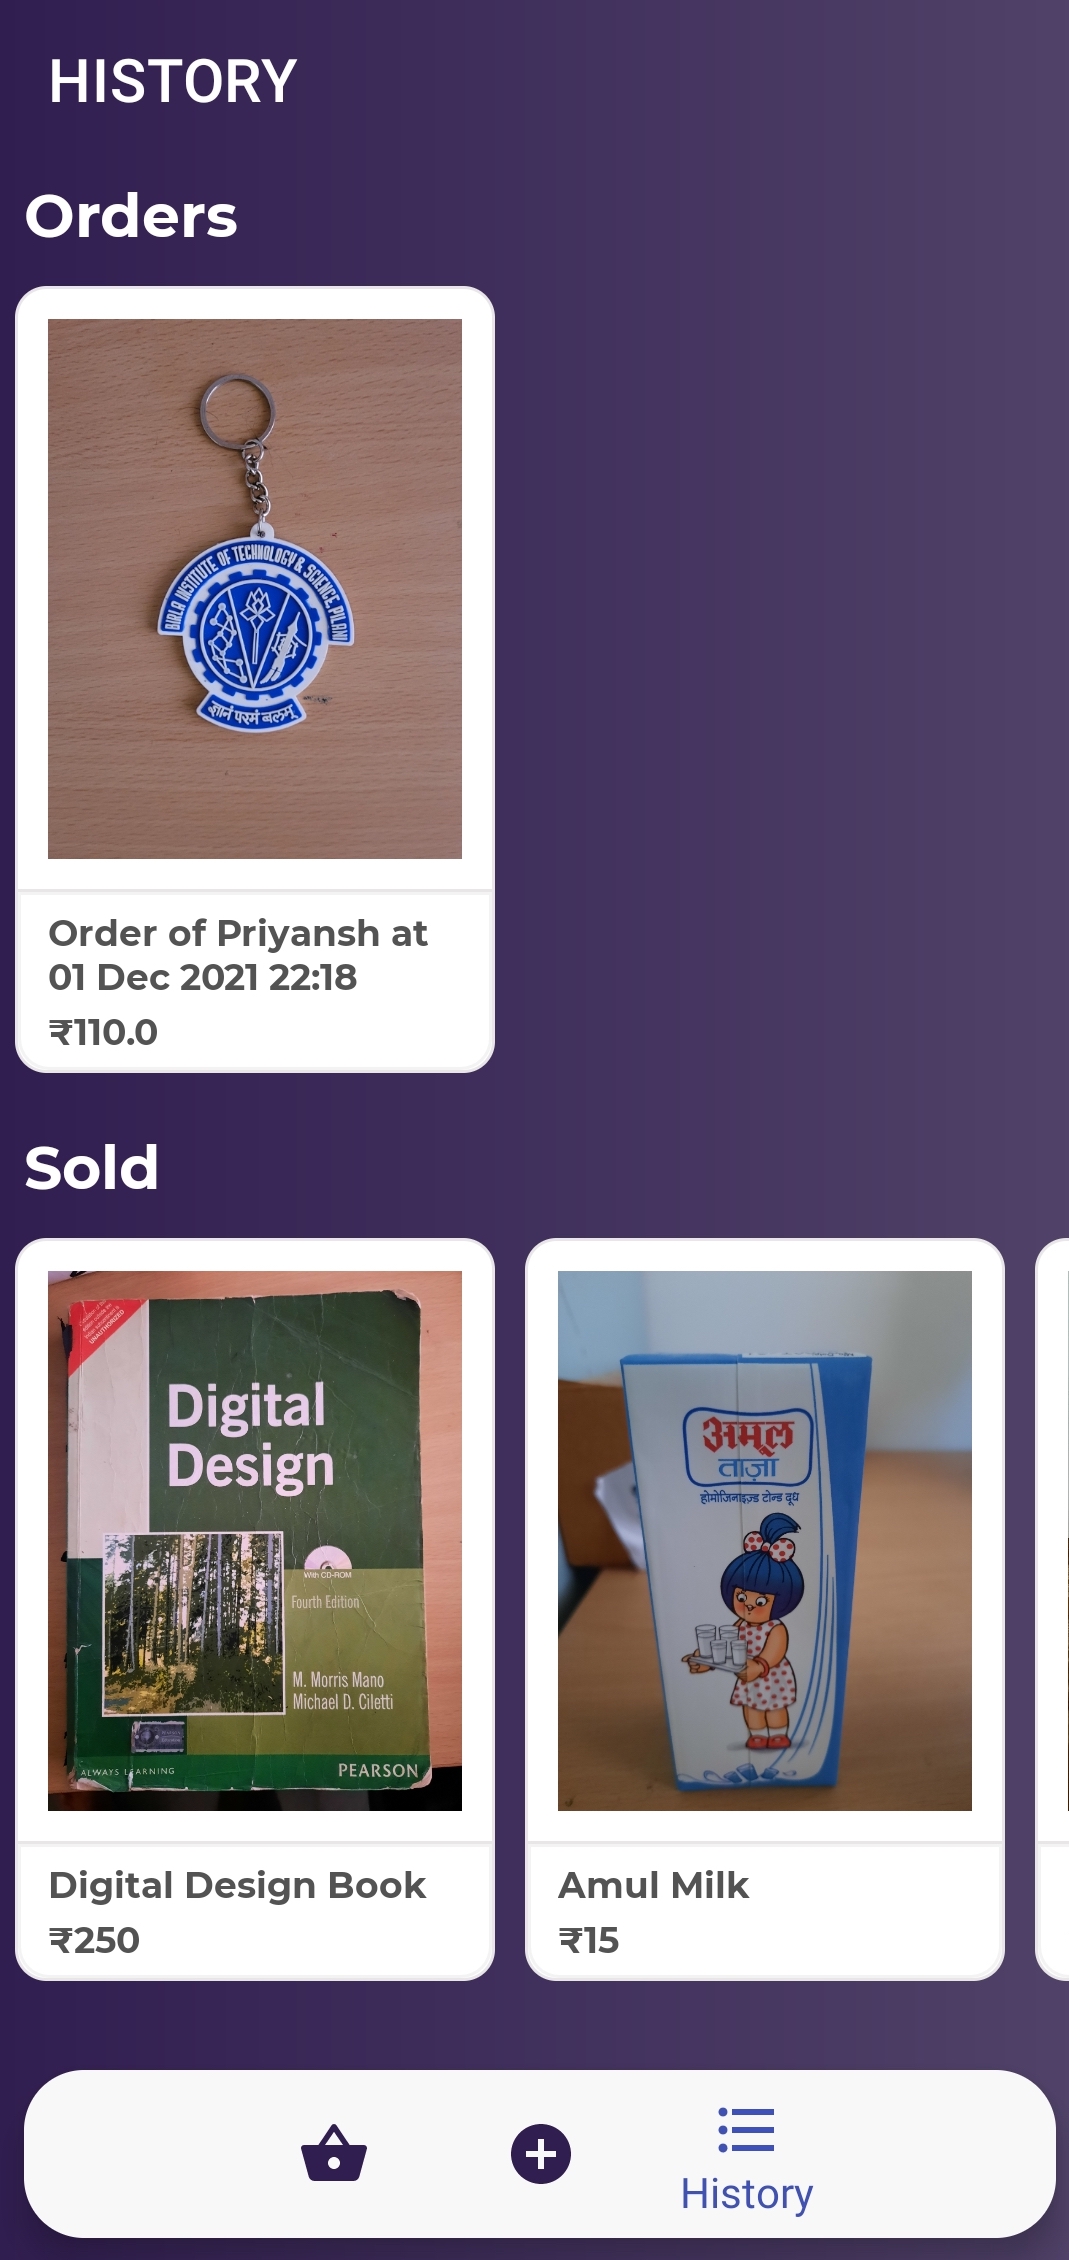 HISTORY
Orders
BIRLA INSTITUTE OF TECHNOLOGY & SCIENCE, PILANI
ज्ञानं परमं बलम्
Order of Priyansh at
01 Dec 2021 22:18
₹110.0
Sold
UNAUTHORIZED
Digital
Design
With CD-ROM
Fourth Edition
M. Morris Mano
Michael D. Ciletti
ALWAYS LEARNING
PEARSON
अमूल
ताज़ा
होमोजिनाइज़्ड टोन्ड दूध
Digital Design Book
₹250
Amul Milk
₹15
History